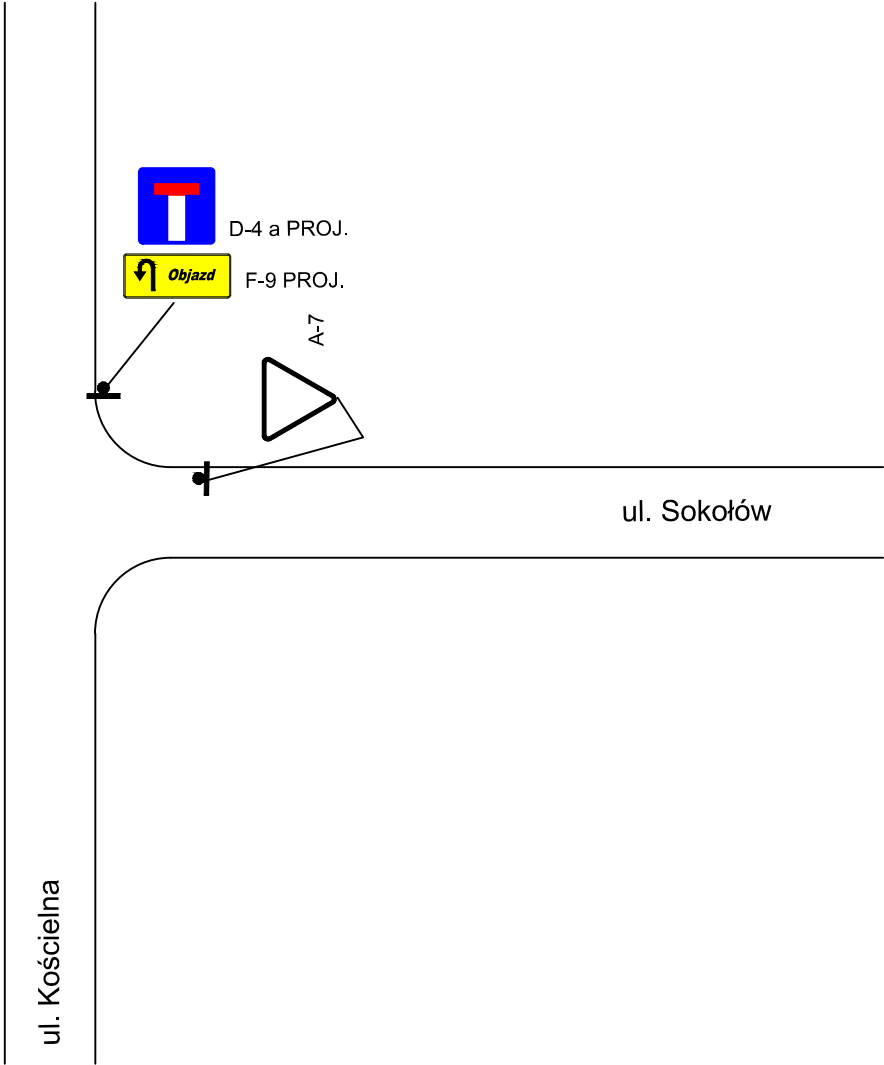 D-4 a PROJ.
Objazd
F-9 PROJ.
A-7
ul. Sokołów
ul. Kościelna